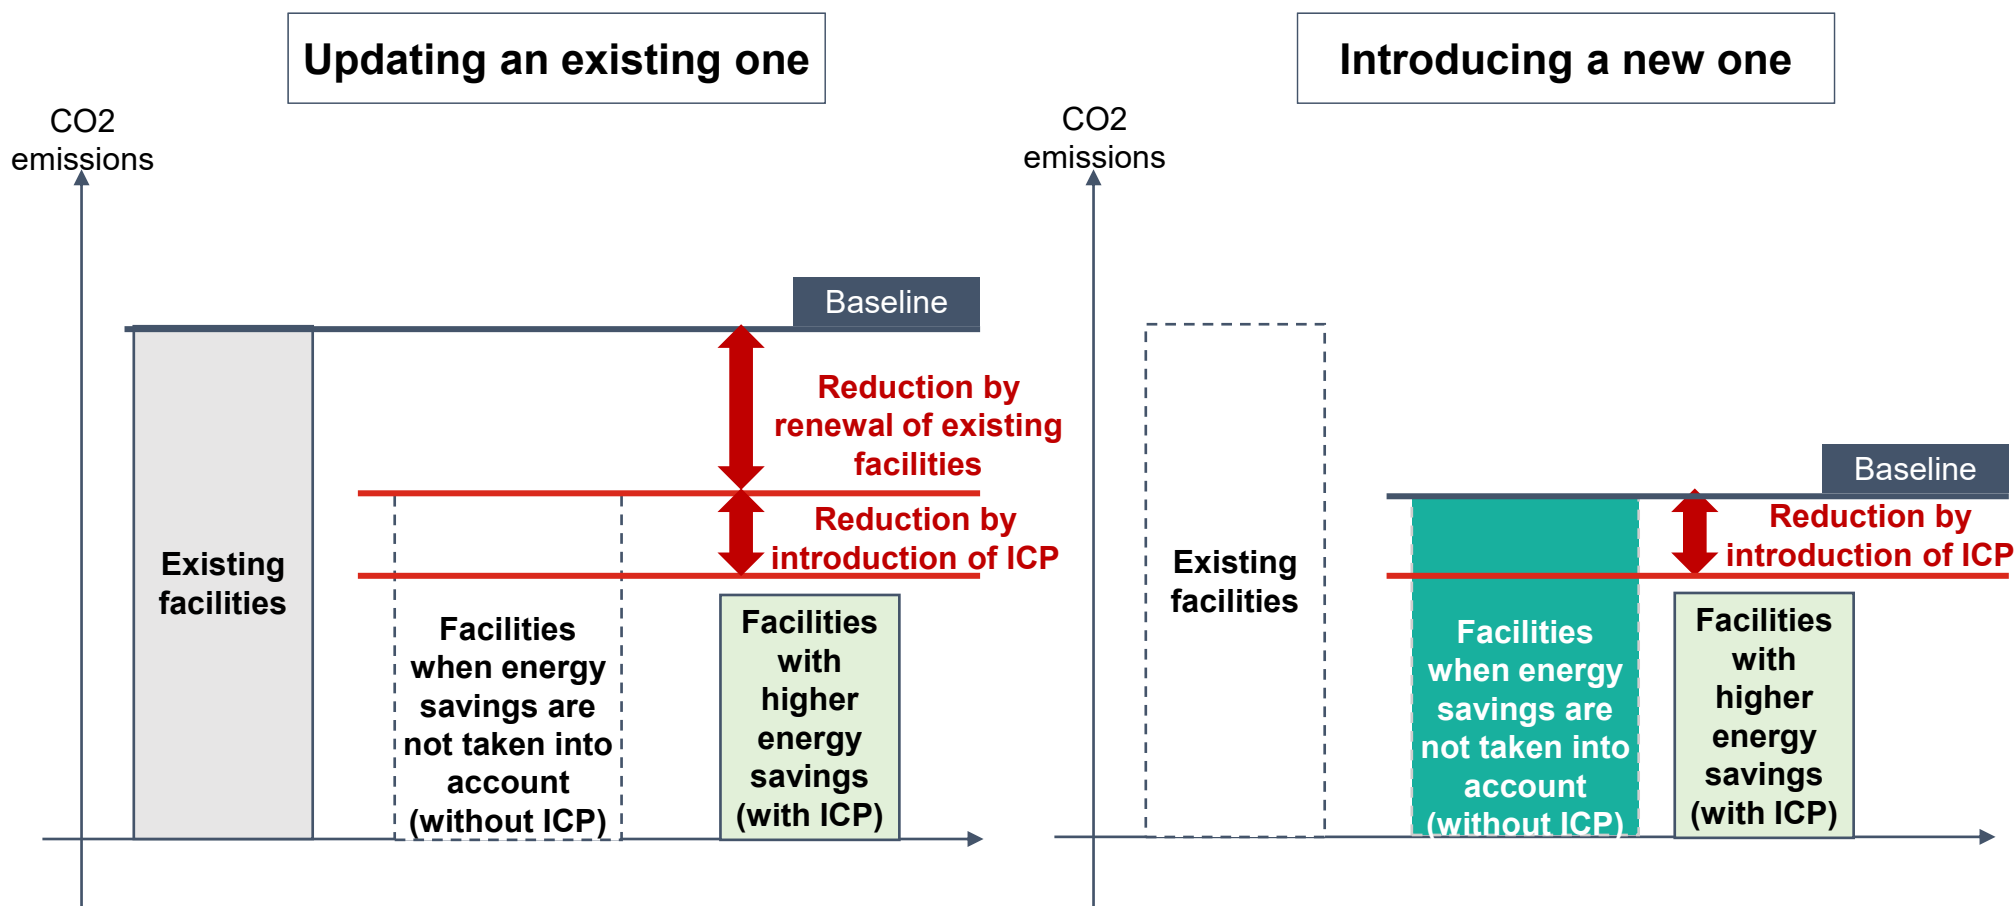 Updating an existing one
CO2
emissions
Baseline
Reduction by
renewal of existing
facilities
Reduction by
introduction of ICP
Existing
facilities
Facilities
when energy
savings are
not taken into
account
(without ICP)
Facilities
with
higher
energy
savings
(with ICP)
Introducing a new one
CO2
emissions
Baseline
Reduction by
introduction of ICP
Existing
facilities
Facilities
when energy
savings are
not taken into
account
(without ICP)
Facilities
with
higher
energy
savings
(with ICP)